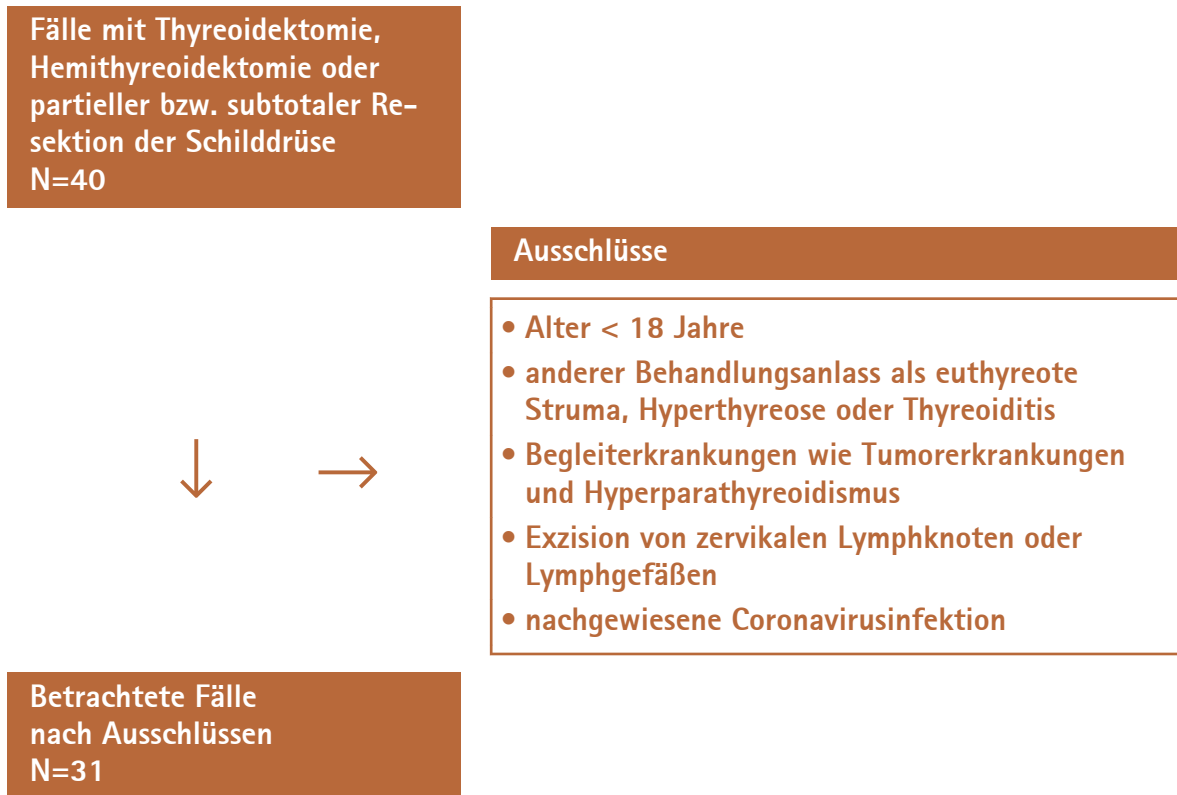 Fälle mit Thyreoidektomie,
Hemithyreoidektomie oder
partieller bzw. subtotaler Re-
sektion der Schilddrüse
N=40
Ausschlüsse
• Alter < 18 Jahre
• anderer Behandlungsanlass als euthyreote
Struma, Hyperthyreose oder Thyreoiditis
• Begleiterkrankungen wie Tumorerkrankungen
und Hyperparathyreoidismus
• Exzision von zervikalen Lymphknoten oder
Lymphgefäßen
• nachgewiesene Coronavirusinfektion
Betrachtete Fälle
nach Ausschlüssen
N=31